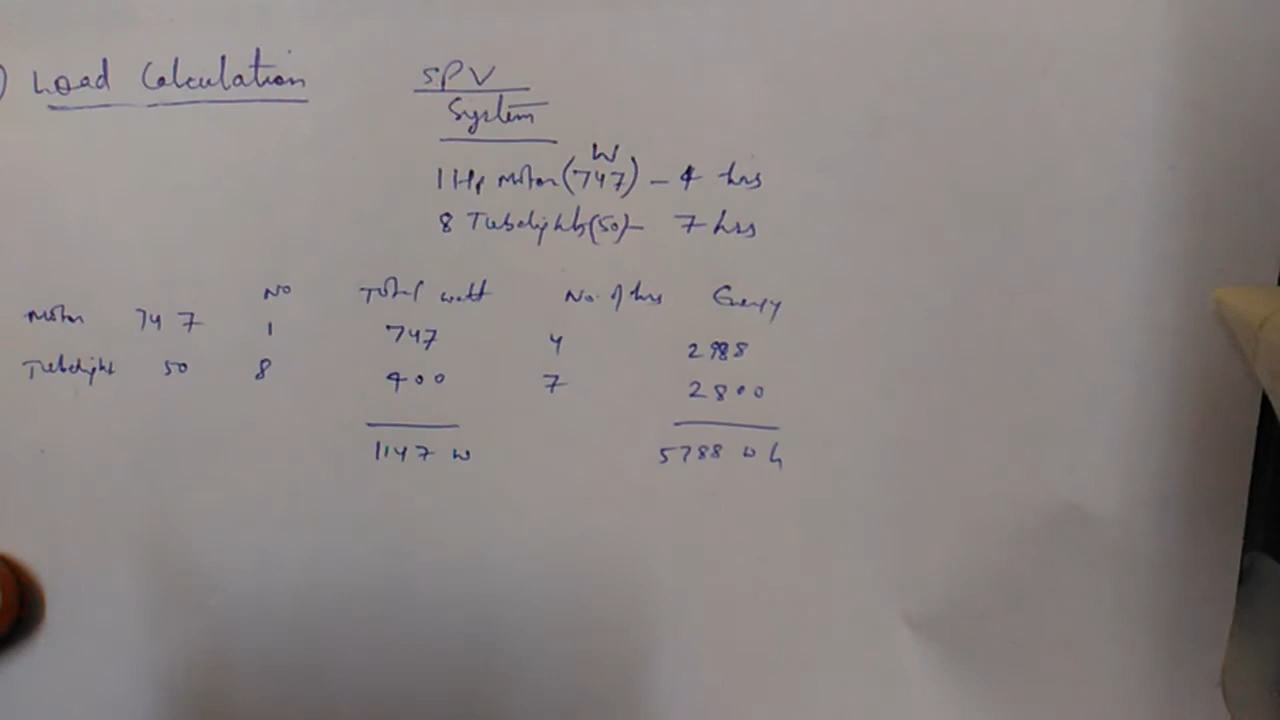 ) Load Calculation SPV
System
W
1 Hp Motor (747) - 4 hrs
8 Tubelights (50) - 7 hrs
No Total watt No. of hrs Energy
Motor 747 1 747 4 2988
Tubelight 50 8 400 7 2800
1147 w 5788 wh